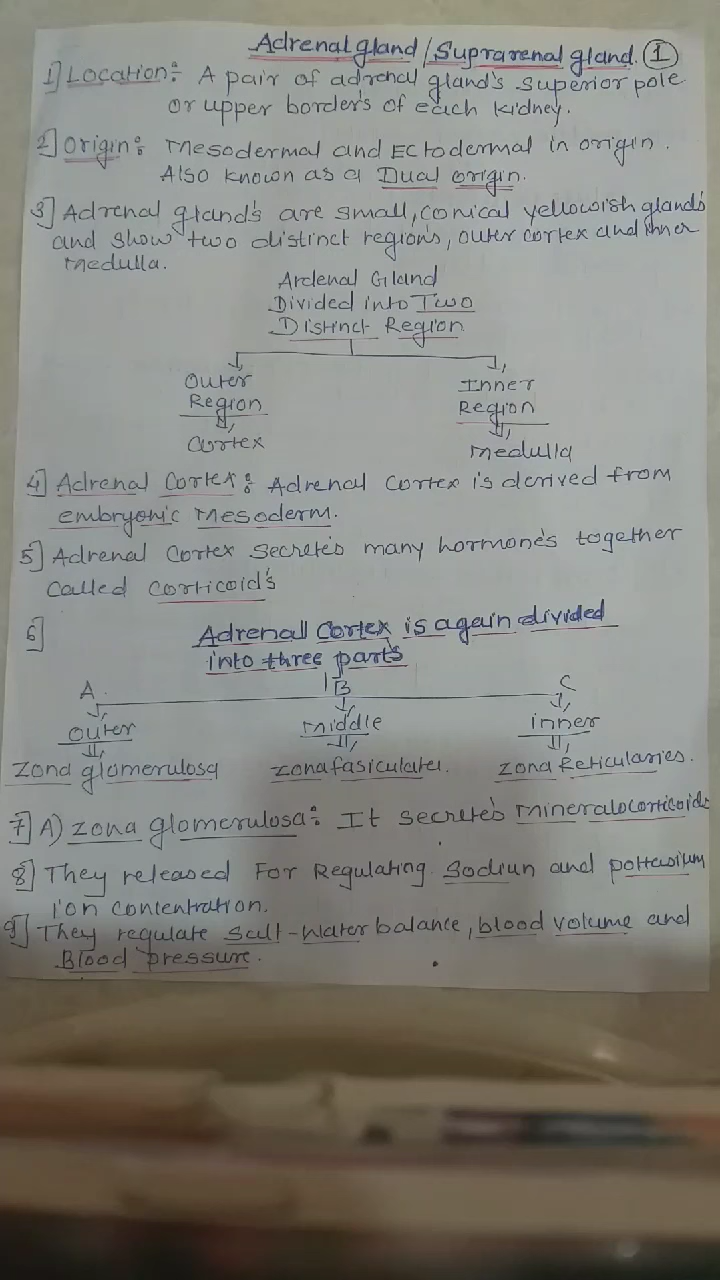 Adrenal gland / Suprarenal gland. 1
1] Location:- A pair of adrenal gland's superior pole
or upper border's of each kidney.
2] Origin:- Mesodermal and Ectodermal in origin.
Also known as a Dual origin.
3] Adrenal gland's are small, conical yellowish gland's
and show two distinct region's, outer cortex and inner
medulla.
Ardenal Gland
Divided into Two
Distinct Region
Outer Inner
Region Region
Cortex Medulla
4] Adrenal Cortex:- Adrenal Cortex is derived from
embryonic Mesoderm.
5] Adrenal Cortex Secrete's many hormone's together
Called Corticoid's
6] Adrenall Cortex is again divided
into three parts
A. B C
Outer Middle inner
Zona glomerulosa Zona fasiculater. Zona Reticularies.
7] A) Zona glomerulosa:- It secrete's mineralocorticoids
8] They released For Regulating Sodiun and pottasium
ion concentration.
9] They regulate salt-water balance, blood volume and
Blood pressure.